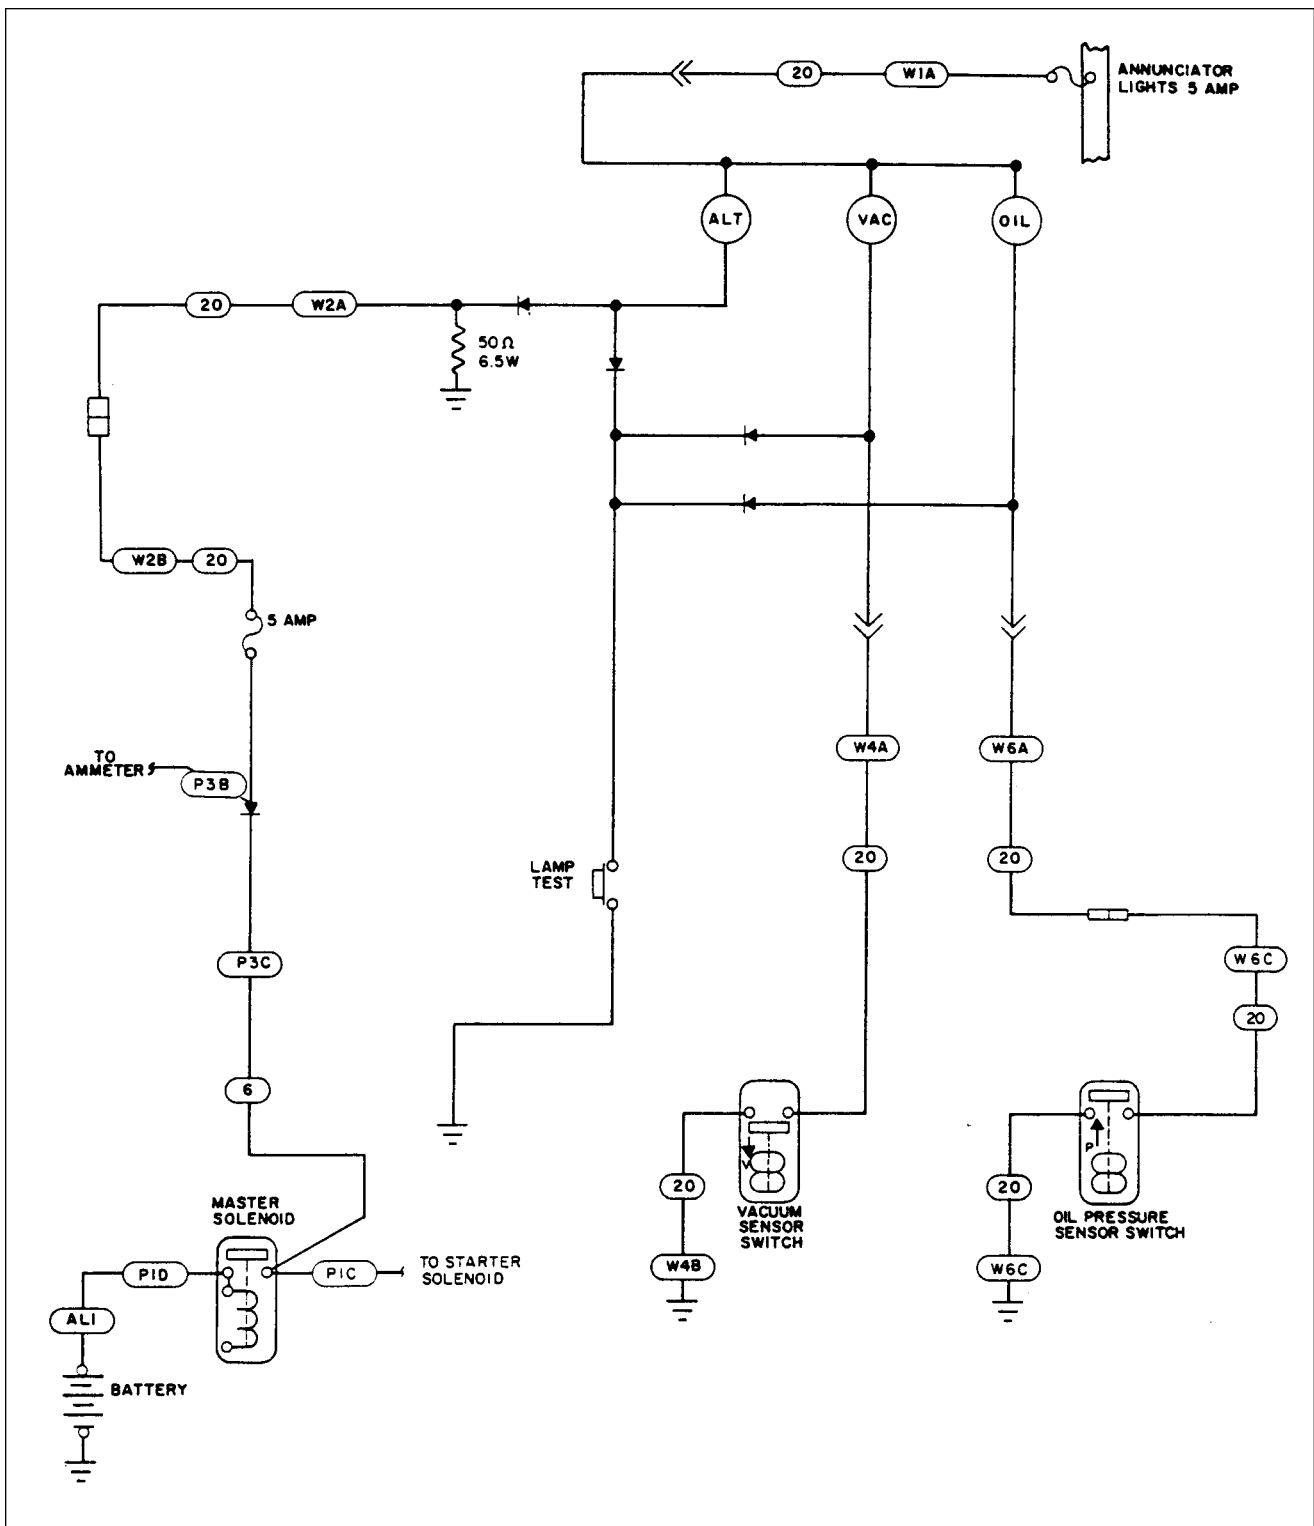 20
W1A
ANNUNCIATOR
LIGHTS 5 AMP
ALT
VAC
OIL
20
W2A
50Ω
6.5W
W2B
20
5 AMP
TO
AMMETER
P3B
W4A
W6A
LAMP
TEST
20
20
P3C
W6C
20
6
V
P
20
20
MASTER
SOLENOID
VACUUM
SENSOR
SWITCH
OIL PRESSURE
SENSOR SWITCH
P1D
P1C
TO STARTER
SOLENOID
W4B
W6C
AL1
BATTERY